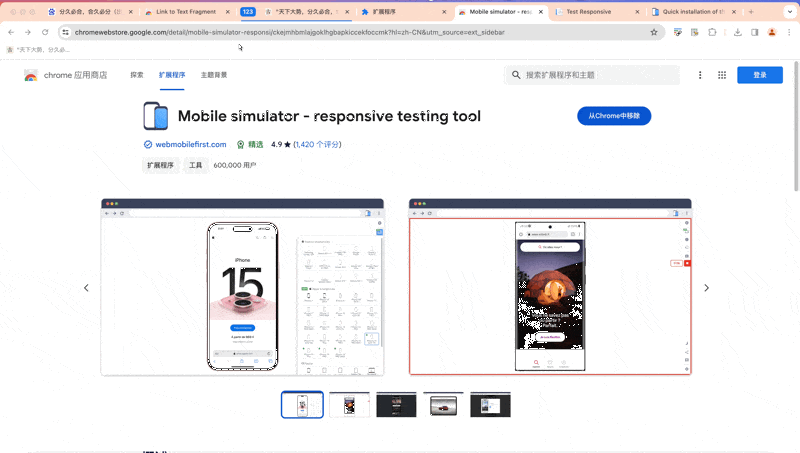 分久必合，合久必分（出
Link to Text Fragment
123
"天下大势，分久必合，
扩展程序
Mobile simulator - resp
Test Responsive
Quick installation of th
chromewebstore.google.com/detail/mobile-simulator-responsi/ckejmhbmlajgoklhgbapkiccekfoccmk?hl=zh-CN&utm_source=ext_sidebar
"天下大势，分久必...
chrome 应用商店
探索
扩展程序
主题背景
搜索扩展程序和主题
登录
Mobile simulator - responsive testing tool
从Chrome中移除
webmobilefirst.com
精选
4.9 ★ (1,420 个评分)
扩展程序
工具
600,000 用户
iPhone
15